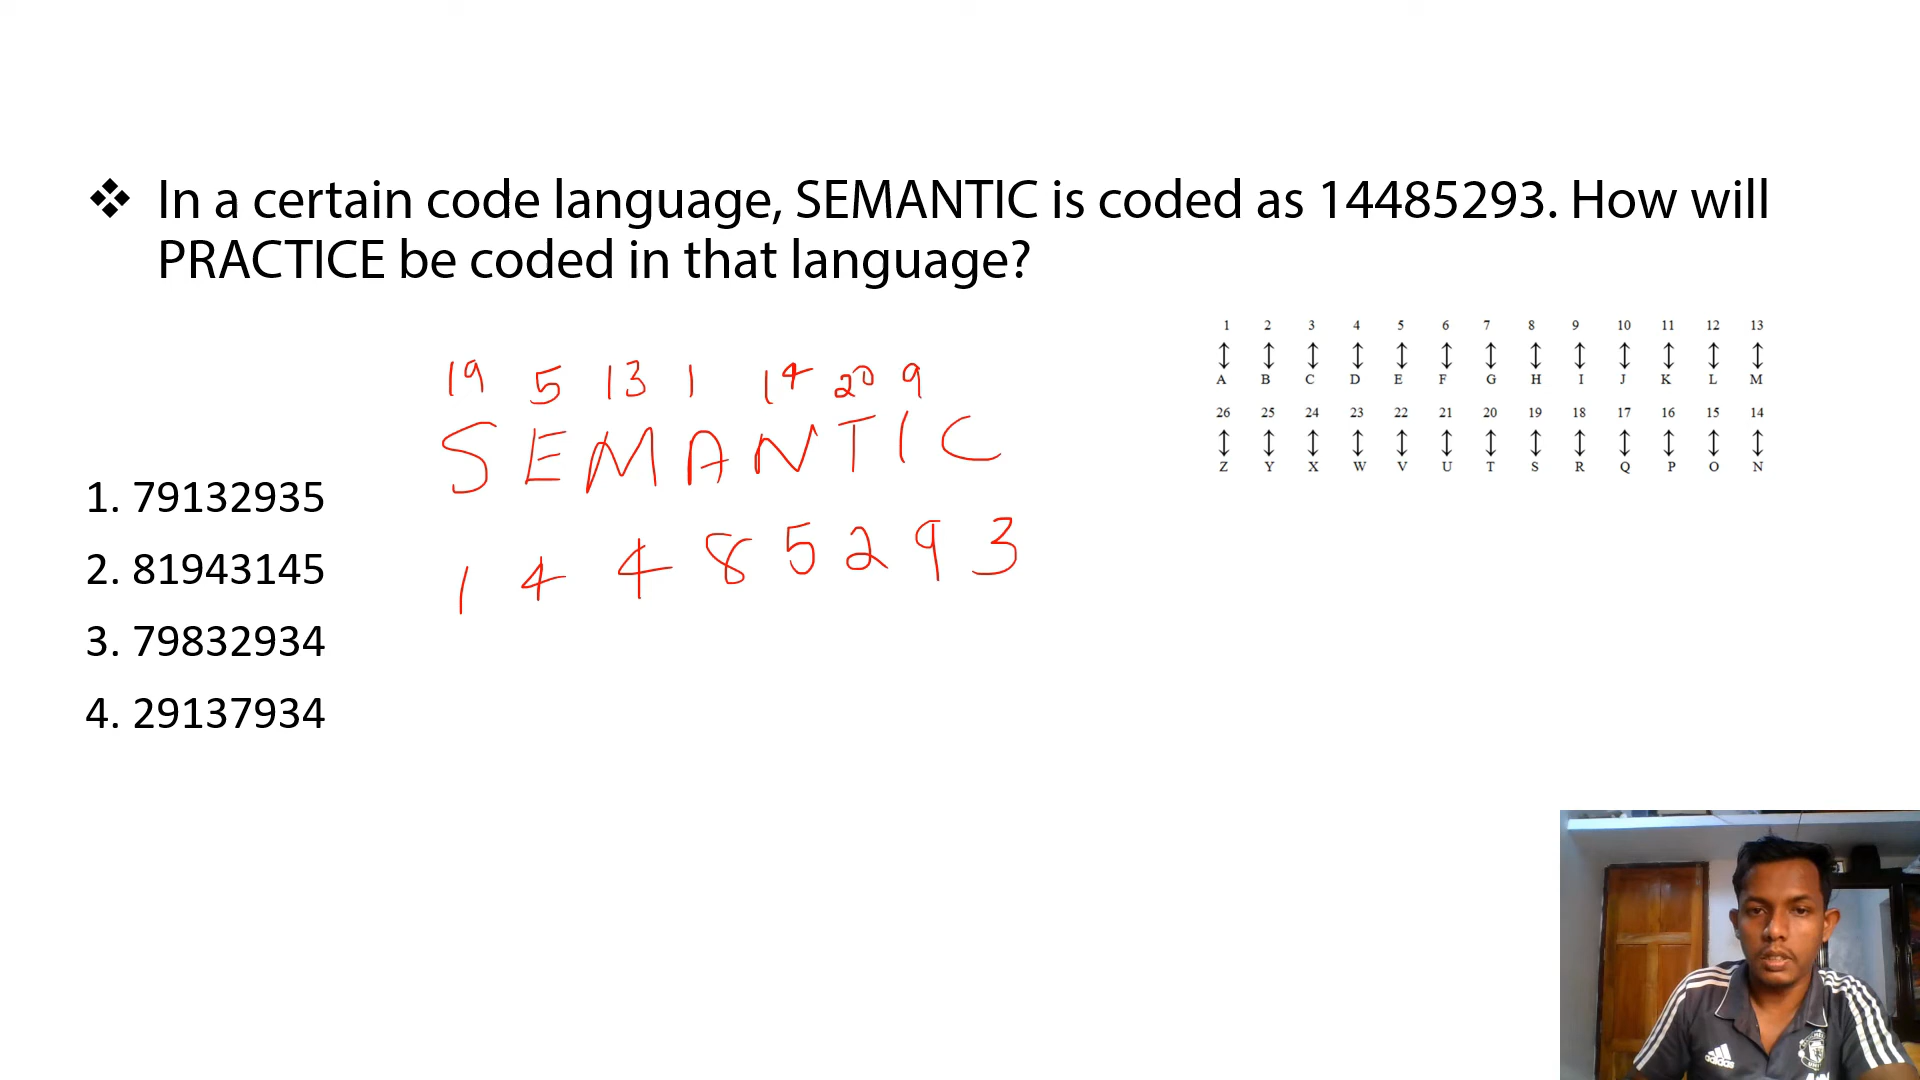 ❖ In a certain code language, SEMANTIC is coded as 14485293. How will
PRACTICE be coded in that language?
1 2 3 4 5 6 7 8 9 10 11 12 13
A B C D E F G H I J K L M
26 25 24 23 22 21 20 19 18 17 16 15 14
Z Y X W V U T S R Q P O N
19 5 13 1 14 20 9
SEMANTIC
1 4 4 8 5 2 9 3
1. 79132935
2. 81943145
3. 79832934
4. 29137934
adidas